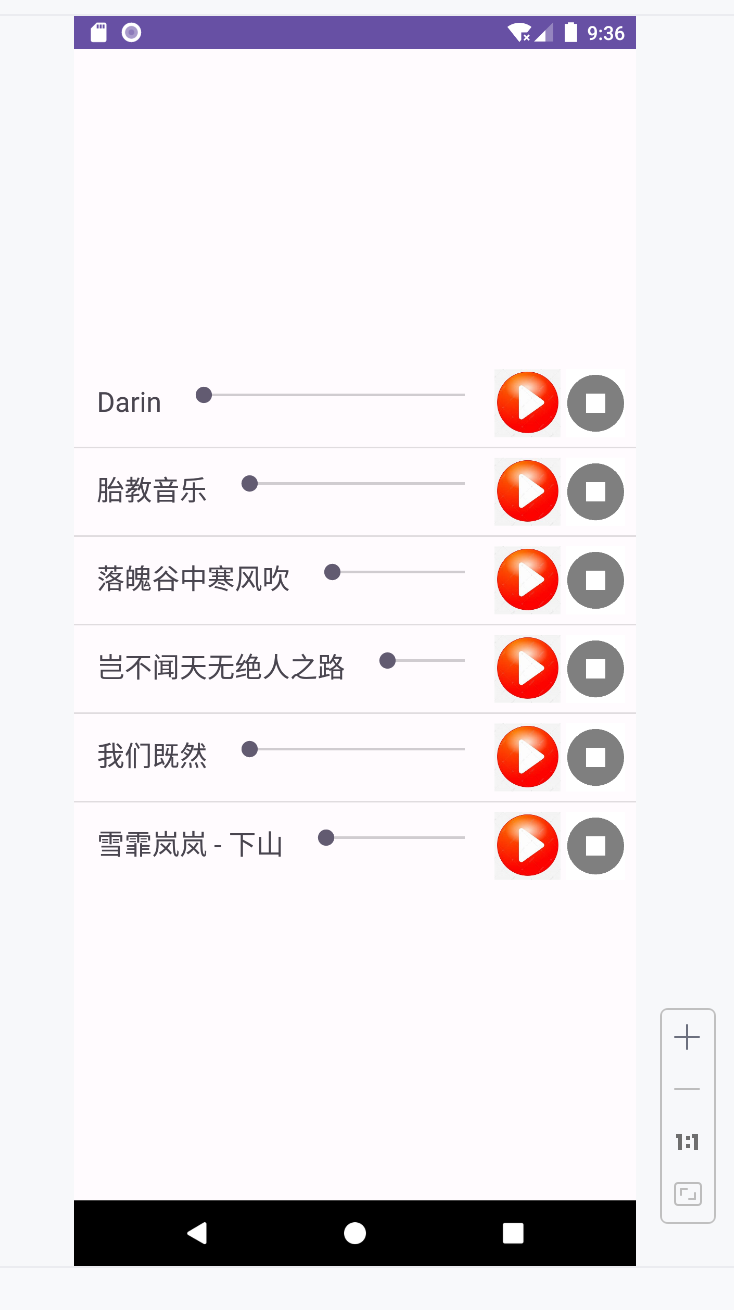 9:36
Darin
胎教音乐
落魄谷中寒风吹
岂不闻天无绝人之路
我们既然
雪霏岚岚 - 下山
1:1